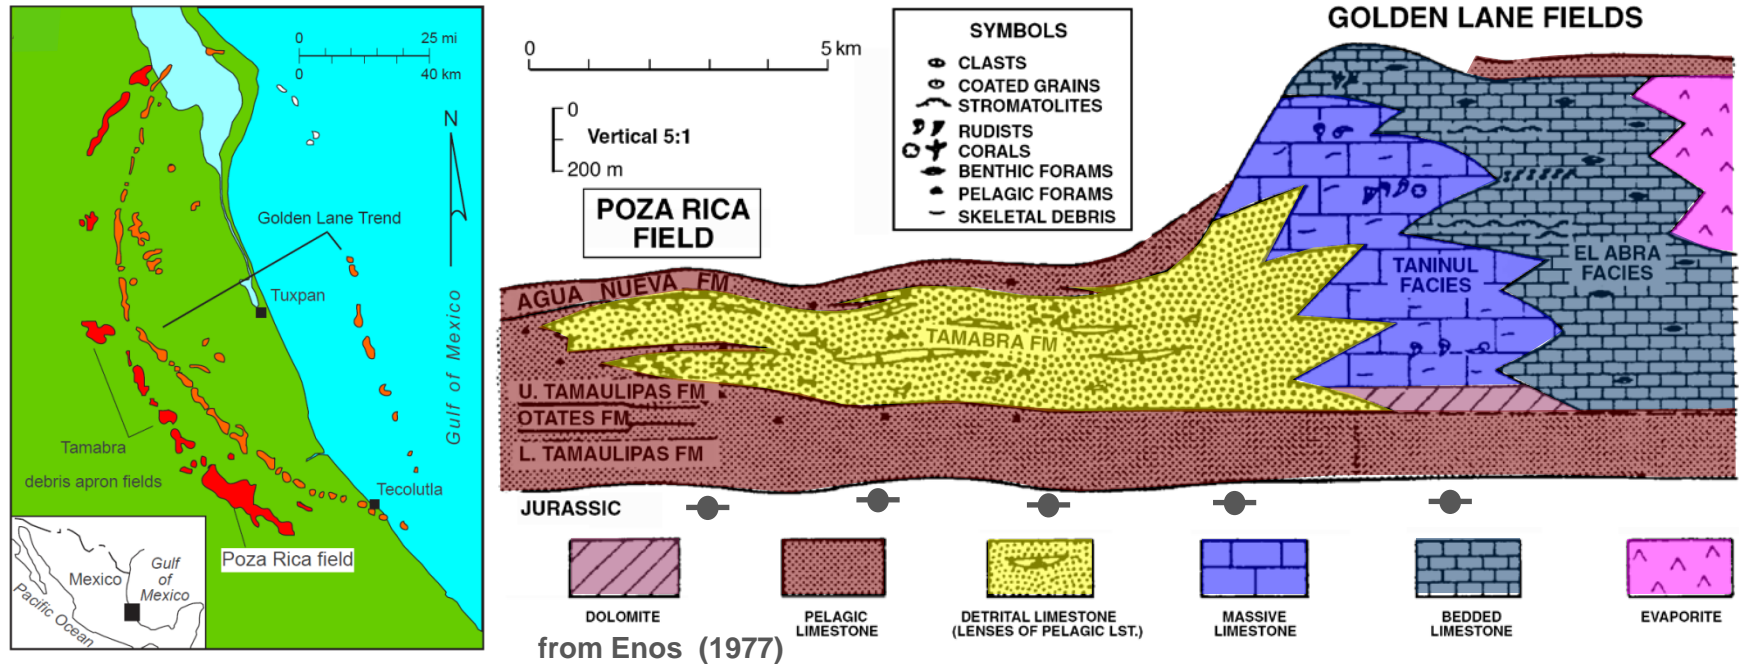 0 25 mi
0 40 km
N
Golden Lane Trend
Tuxpan
Gulf of Mexico
Tamabra
debris apron fields
Tecolutla
Poza Rica field
Mexico
Gulf
of
Mexico
Pacific Ocean
0 5 km
0
Vertical 5:1
200 m
POZA RICA
FIELD
SYMBOLS
CLASTS
COATED GRAINS
STROMATOLITES
RUDISTS
CORALS
BENTHIC FORAMS
PELAGIC FORAMS
SKELETAL DEBRIS
GOLDEN LANE FIELDS
AGUA NUEVA FM
TAMABRA FM
TANINUL
FACIES
EL ABRA
FACIES
U. TAMAULIPAS FM
OTATES FM
L. TAMAULIPAS FM
JURASSIC
DOLOMITE
PELAGIC
LIMESTONE
DETRITAL LIMESTONE
(LENSES OF PELAGIC LST.)
MASSIVE
LIMESTONE
BEDDED
LIMESTONE
EVAPORITE
from Enos (1977)